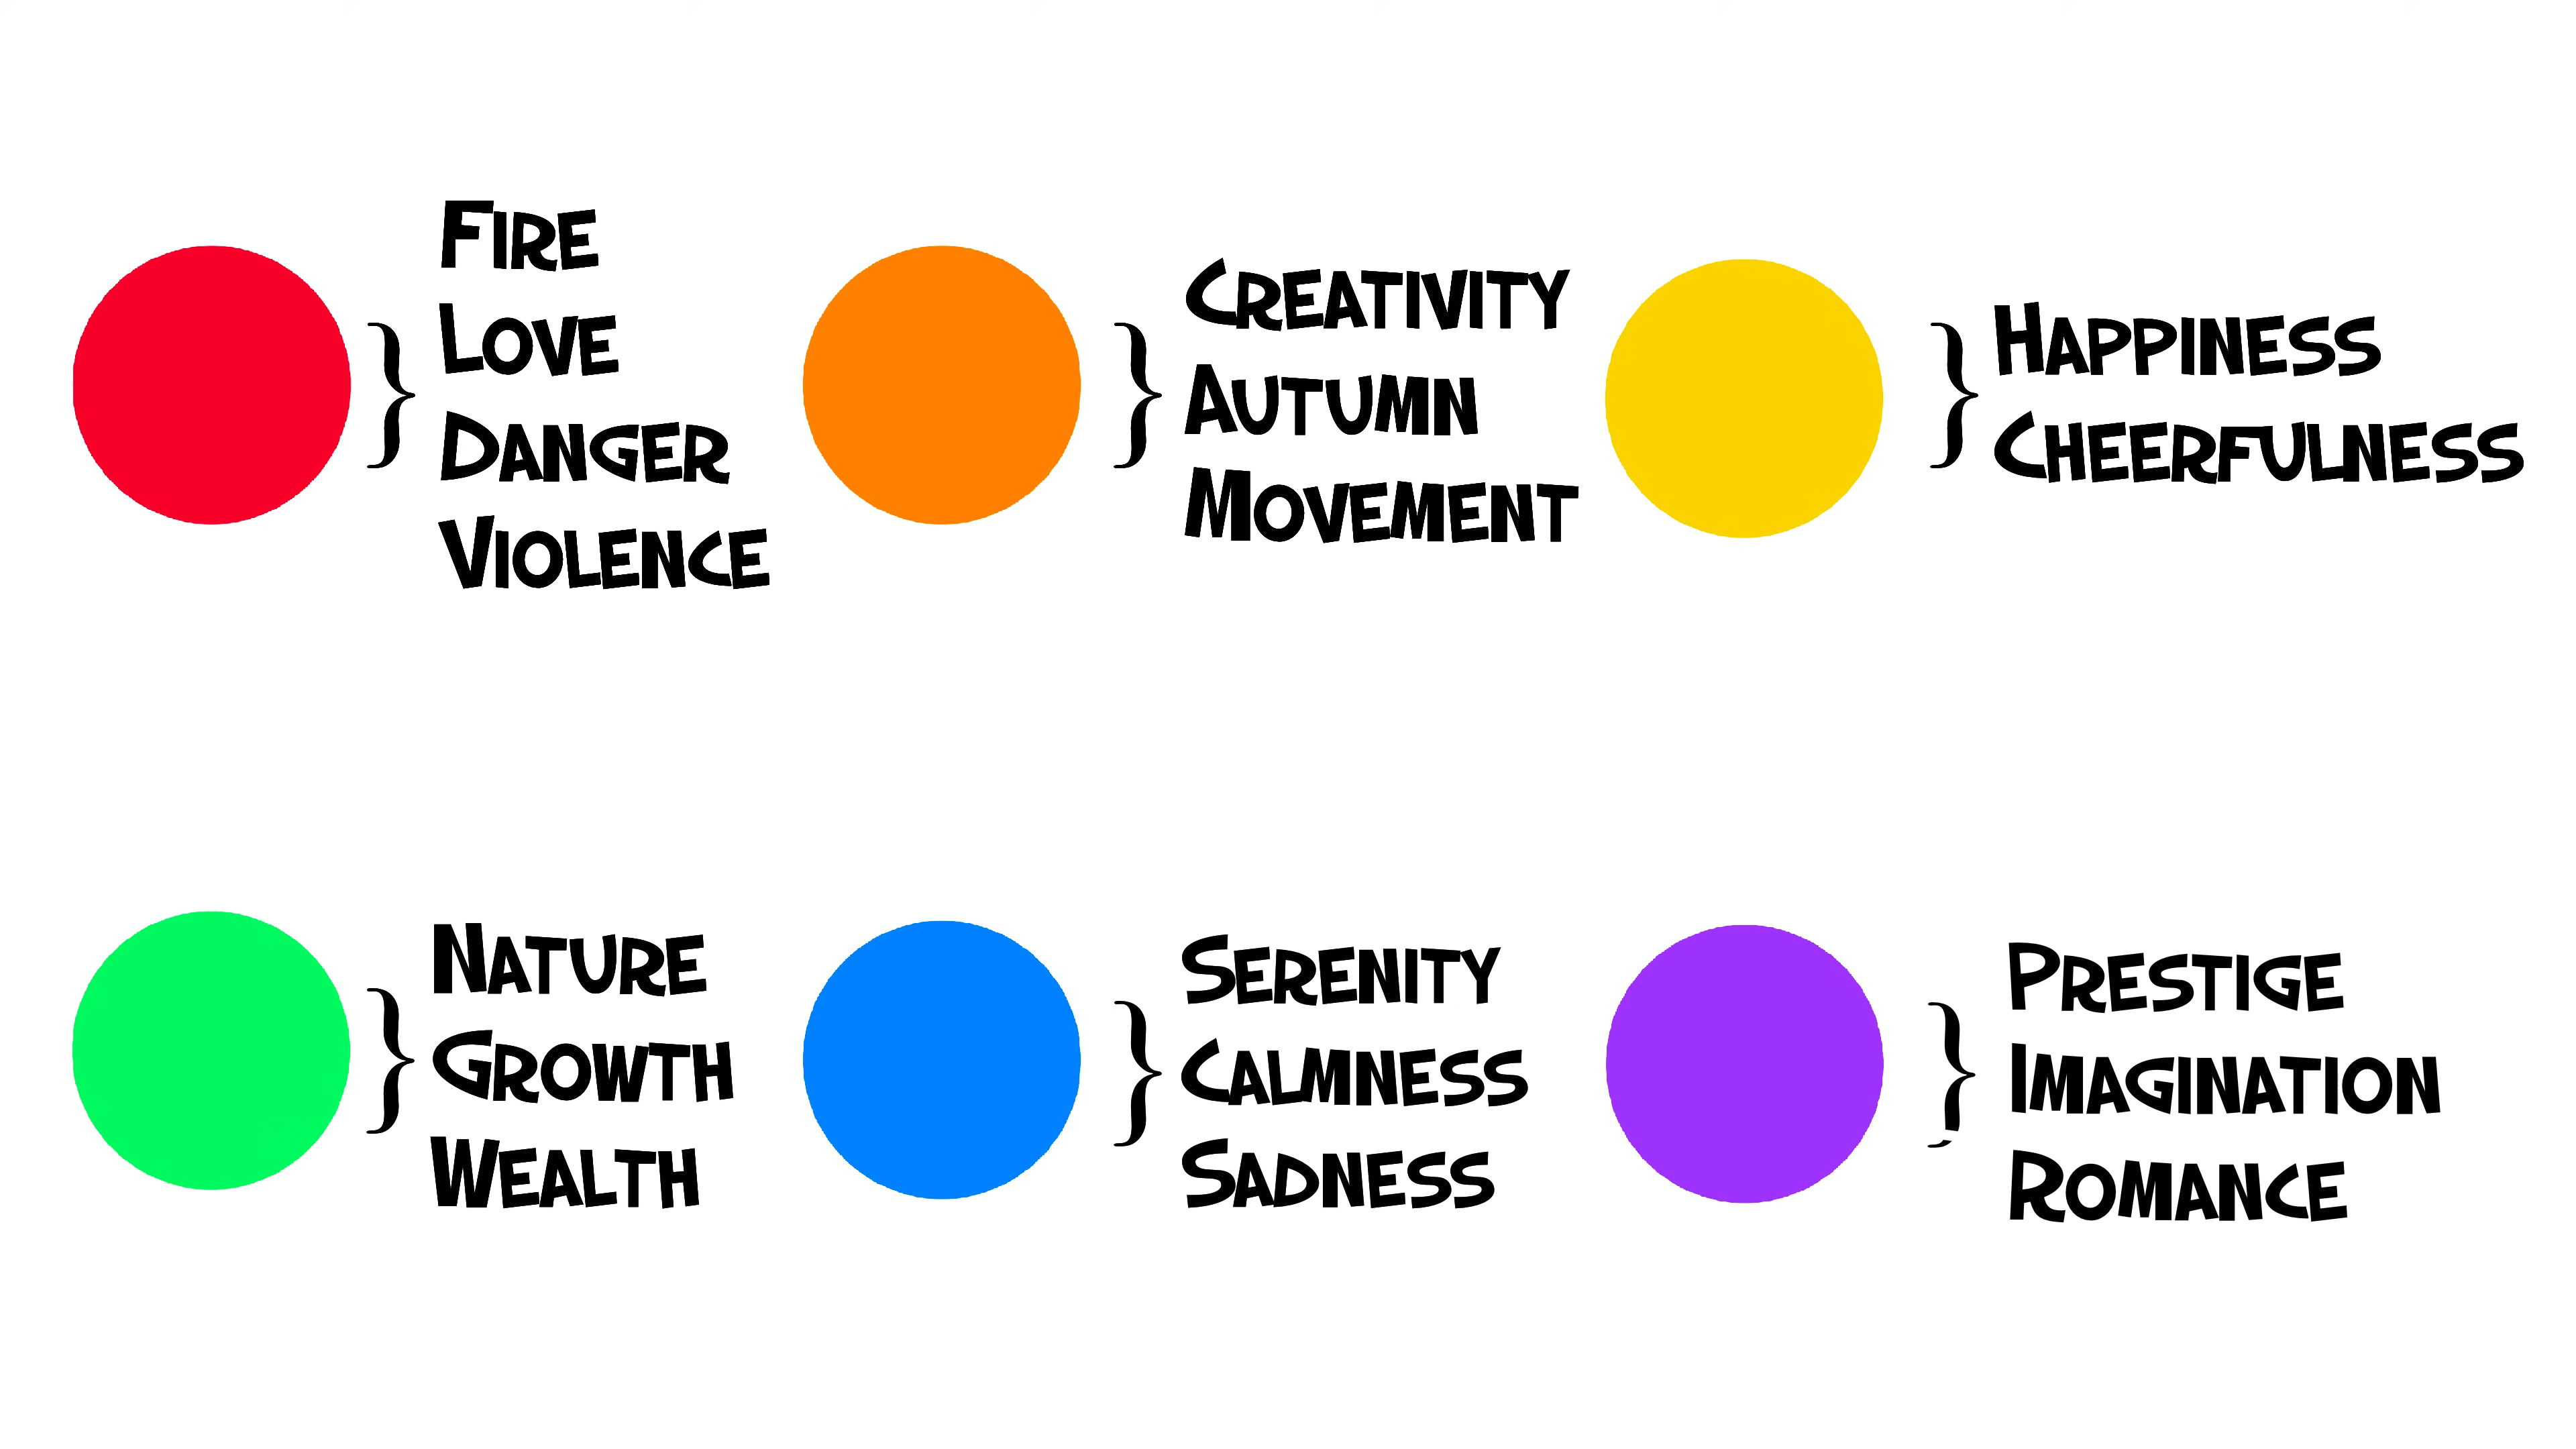 Fire
Love
Danger
Violence
Creativity
Autumn
Movement
Happiness
Cheerfulness
Nature
Growth
Wealth
Serenity
Calmness
Sadness
Prestige
Imagination
Romance